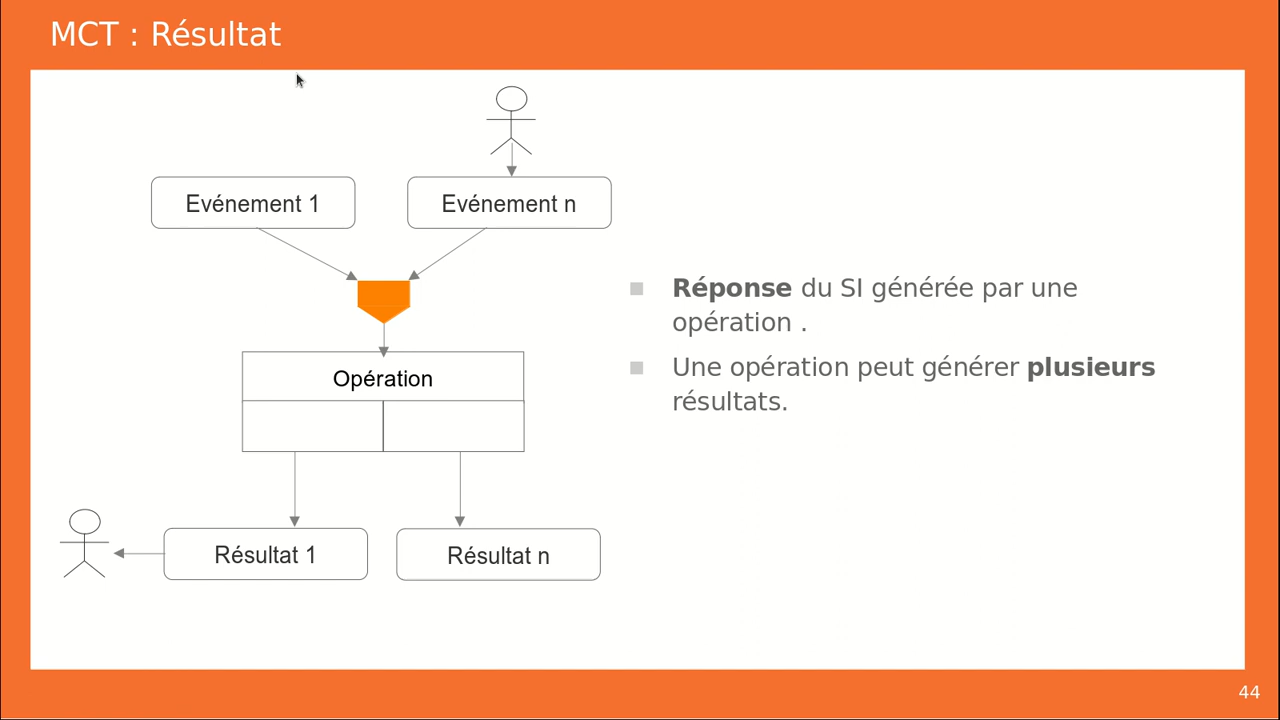 MCT : Résultat
Evénement 1
Evénement n
Opération
Résultat 1
Résultat n
Réponse du SI générée par une
opération .
Une opération peut générer plusieurs
résultats.
44